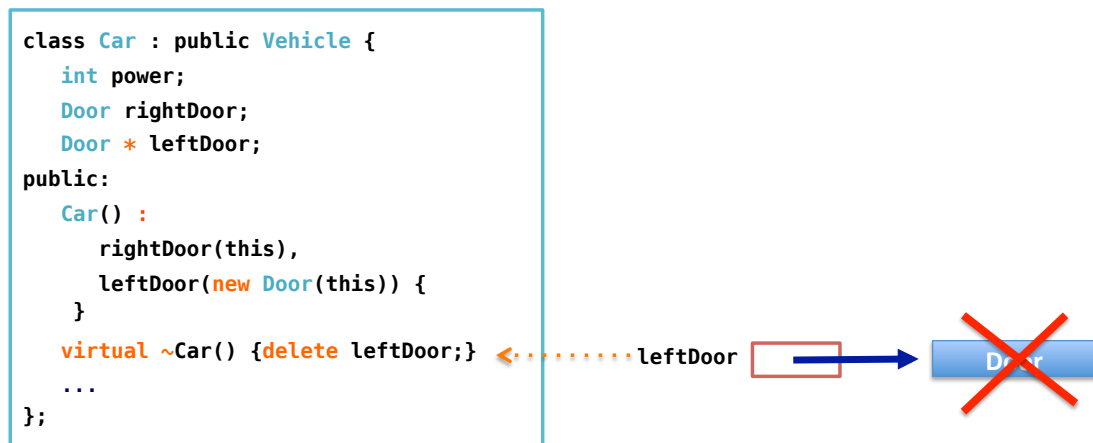 class Car : public Vehicle {
int power;
Door rightDoor;
Door * leftDoor;
public:
Car() :
rightDoor(this),
leftDoor(new Door(this)) {
}
virtual ~Car() {delete leftDoor;}
...
};
leftDoor
Door